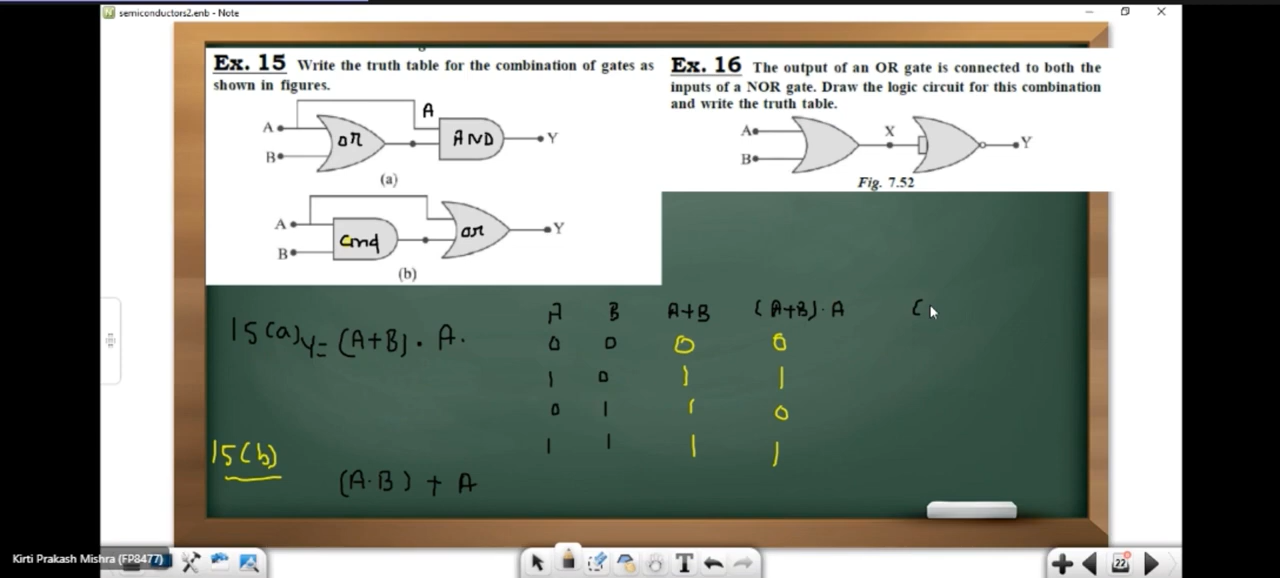 semiconductors2.enb - Note
Ex. 15 Write the truth table for the combination of gates as
shown in figures.
A
A
B
or
AND
Y
(a)
A
B
and
or
Y
(b)
Ex. 16 The output of an OR gate is connected to both the
inputs of a NOR gate. Draw the logic circuit for this combination
and write the truth table.
A
B
X
Y
Fig. 7.52
15(a) Y= (A+B) . A.
A B A+B (A+B) . A (
0 0 0 0
1 0 1 1
0 1 1 0
1 1 1 1
15(b)
(A.B) + A
Kirti Prakash Mishra (FP8477)
T
22